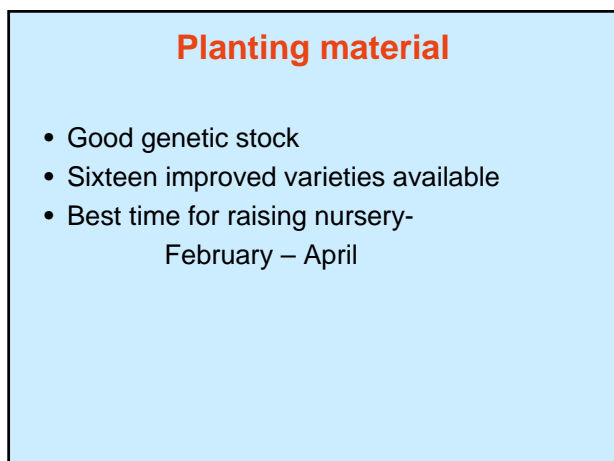 Planting material
• Good genetic stock
• Sixteen improved varieties available
• Best time for raising nursery-
February – April